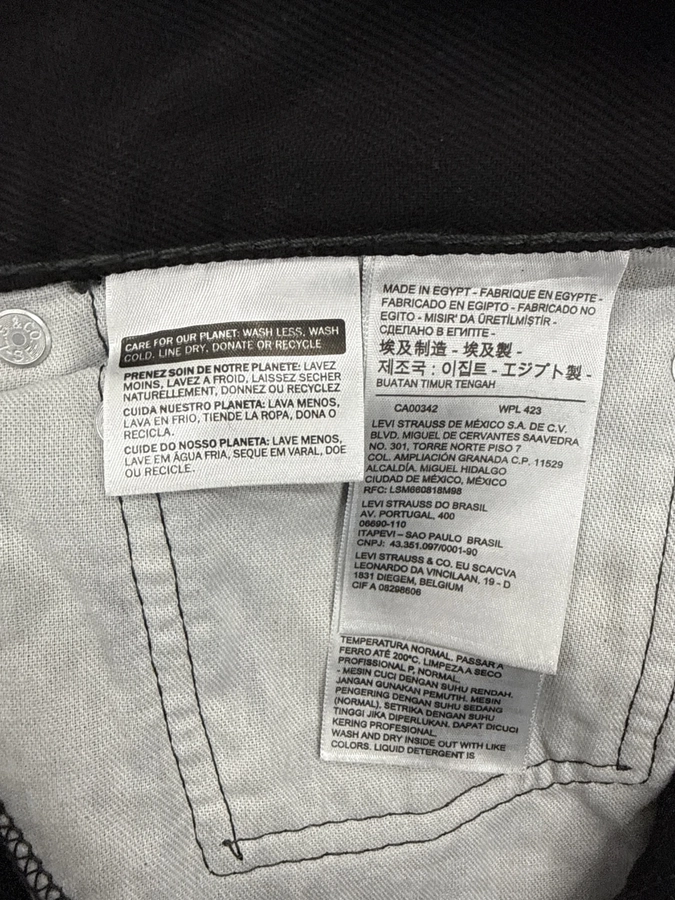 CARE FOR OUR PLANET: WASH LESS, WASH
COLD, LINE DRY, DONATE OR RECYCLE
PRENEZ SOIN DE NOTRE PLANETE: LAVEZ
MOINS, LAVEZ A FROID, LAISSEZ SECHER
NATURELLEMENT, DONNEZ OU RECYCLEZ
CUIDA NUESTRO PLANETA: LAVA MENOS,
LAVA EN FRIO, TIENDE LA ROPA, DONA O
RECICLA.
CUIDE DO NOSSO PLANETA: LAVE MENOS,
LAVE EM ÁGUA FRIA, SEQUE EM VARAL, DOE
OU RECICLE.
MADE IN EGYPT - FABRIQUE EN EGYPTE -
FABRICADO EN EGIPTO - FABRICADO NO
EGITO - MISIR' DA ÜRETİLMİŞTİR -
СДЕЛАНО В ЕГИПТЕ -
埃及制造 - 埃及製 -
제조국 : 이집트 - エジプト製 -
BUATAN TIMUR TENGAH
CA00342 WPL 423
LEVI STRAUSS DE MÉXICO S.A. DE C.V.
BLVD. MIGUEL DE CERVANTES SAAVEDRA
NO. 301, TORRE NORTE PISO 7
COL. AMPLIACIÓN GRANADA C.P. 11529
ALCALDÍA. MIGUEL HIDALGO
CIUDAD DE MÉXICO, MÉXICO
RFC: LSM660818M98
LEVI STRAUSS DO BRASIL
AV. PORTUGAL, 400
06690-110
ITAPEVI – SAO PAULO BRASIL
CNPJ: 43.351.097/0001-90
LEVI STRAUSS & CO. EU SCA/CVA
LEONARDO DA VINCILAAN, 19 - D
1831 DIEGEM, BELGIUM
CIF A 08298606
TEMPERATURA NORMAL. PASSAR A
FERRO ATÉ 200°C. LIMPEZA A SECO
PROFISSIONAL P, NORMAL.
- MESIN CUCI DENGAN SUHU RENDAH.
JANGAN GUNAKAN PEMUTIH. MESIN
PENGERING DENGAN SUHU SEDANG
(NORMAL). SETRIKA DENGAN SUHU
TINGGI JIKA DIPERLUKAN. DAPAT DICUCI
KERING PROFESIONAL.
WASH AND DRY INSIDE OUT WITH LIKE
COLORS. LIQUID DETERGENT IS